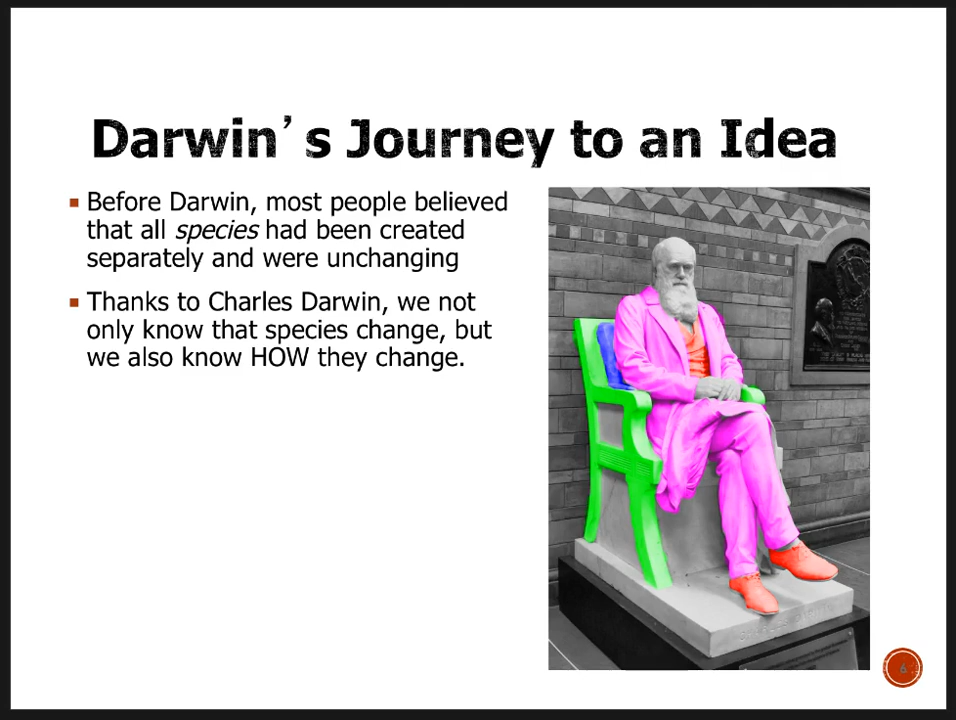 Darwin’s Journey to an Idea
Before Darwin, most people believed
that all species had been created
separately and were unchanging
Thanks to Charles Darwin, we not
only know that species change, but
we also know HOW they change.
6